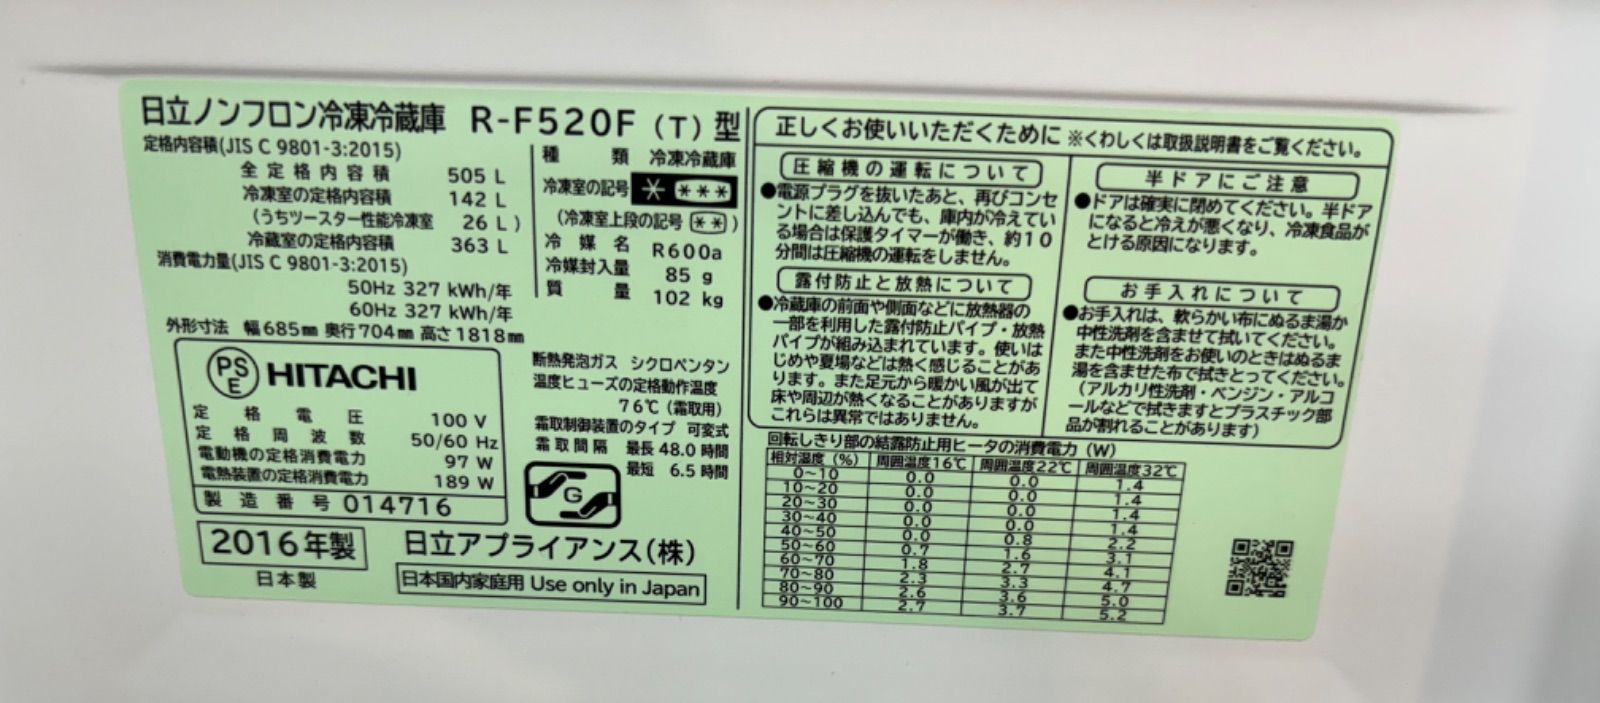 日立ノンフロン冷凍冷蔵庫 R-F520F (T) 型
定格内容積(JIS C 9801-3:2015)
全定格内容積 505 L
冷凍室の定格内容積 142 L
(うちツースター性能冷凍室 26 L)
冷蔵室の定格内容積 363 L
消費電力量(JIS C 9801-3:2015)
50Hz 327 kWh/年
60Hz 327 kWh/年
外形寸法 幅685mm 奥行704mm 高さ1818mm
種類 冷凍冷蔵庫
冷凍室の記号 * ***
(冷凍室上段の記号 **)
冷媒名 R600a
冷媒封入量 85 g
質量 102 kg
PS
E
HITACHI
定格電圧 100 V
定格周波数 50/60 Hz
電動機の定格消費電力 97 W
電熱装置の定格消費電力 189 W
製造番号 014716
断熱発泡ガス シクロペンタン
温度ヒューズの定格動作温度
76℃(霜取用)
霜取制御装置のタイプ 可変式
霜取間隔 最長 48.0時間
最短 6.5時間
G
2016年製
日本製
日立アプライアンス(株)
日本国内家庭用 Use only in Japan
正しくお使いいただくために ※くわしくは取扱説明書をご覧ください。
圧縮機の運転について
●電源プラグを抜いたあと、再びコンセ
ントに差し込んでも、庫内が冷えてい
る場合は保護タイマーが働き、約10
分間は圧縮機の運転をしません。
露付防止と放熱について
●冷蔵庫の前面や側面などに放熱器の
一部を利用した露付防止パイプ・放熱
パイプが組み込まれています。使いは
じめや夏場などは熱く感じることがあ
ります。また足元から暖かい風が出て
床や周辺が熱くなることがありますが
これらは異常ではありません。
半ドアにご注意
●ドアは確実に閉めてください。半ドア
になると冷えが悪くなり、冷凍食品が
とける原因になります。
お手入れについて
●お手入れは、軟らかい布にぬるま湯か
中性洗剤を含ませて拭いてください。
また中性洗剤をお使いのときはぬるま
湯を含ませた布で拭きとってください。
(アルカリ性洗剤・ベンジン・アルコ
ールなどで拭きますとプラスチック部
品が割れることがあります)
回転しきり部の結露防止用ヒータの消費電力(W)
相対湿度(%) 周囲温度16℃ 周囲温度22℃ 周囲温度32℃
0~10 0.0 0.0 1.4
10~20 0.0 0.0 1.4
20~30 0.0 0.0 1.4
30~40 0.0 0.0 1.4
40~50 0.0 0.8 2.2
50~60 0.7 1.6 3.1
60~70 1.8 2.7 4.1
70~80 2.3 3.3 4.7
80~90 2.6 3.6 5.0
90~100 2.7 3.7 5.2